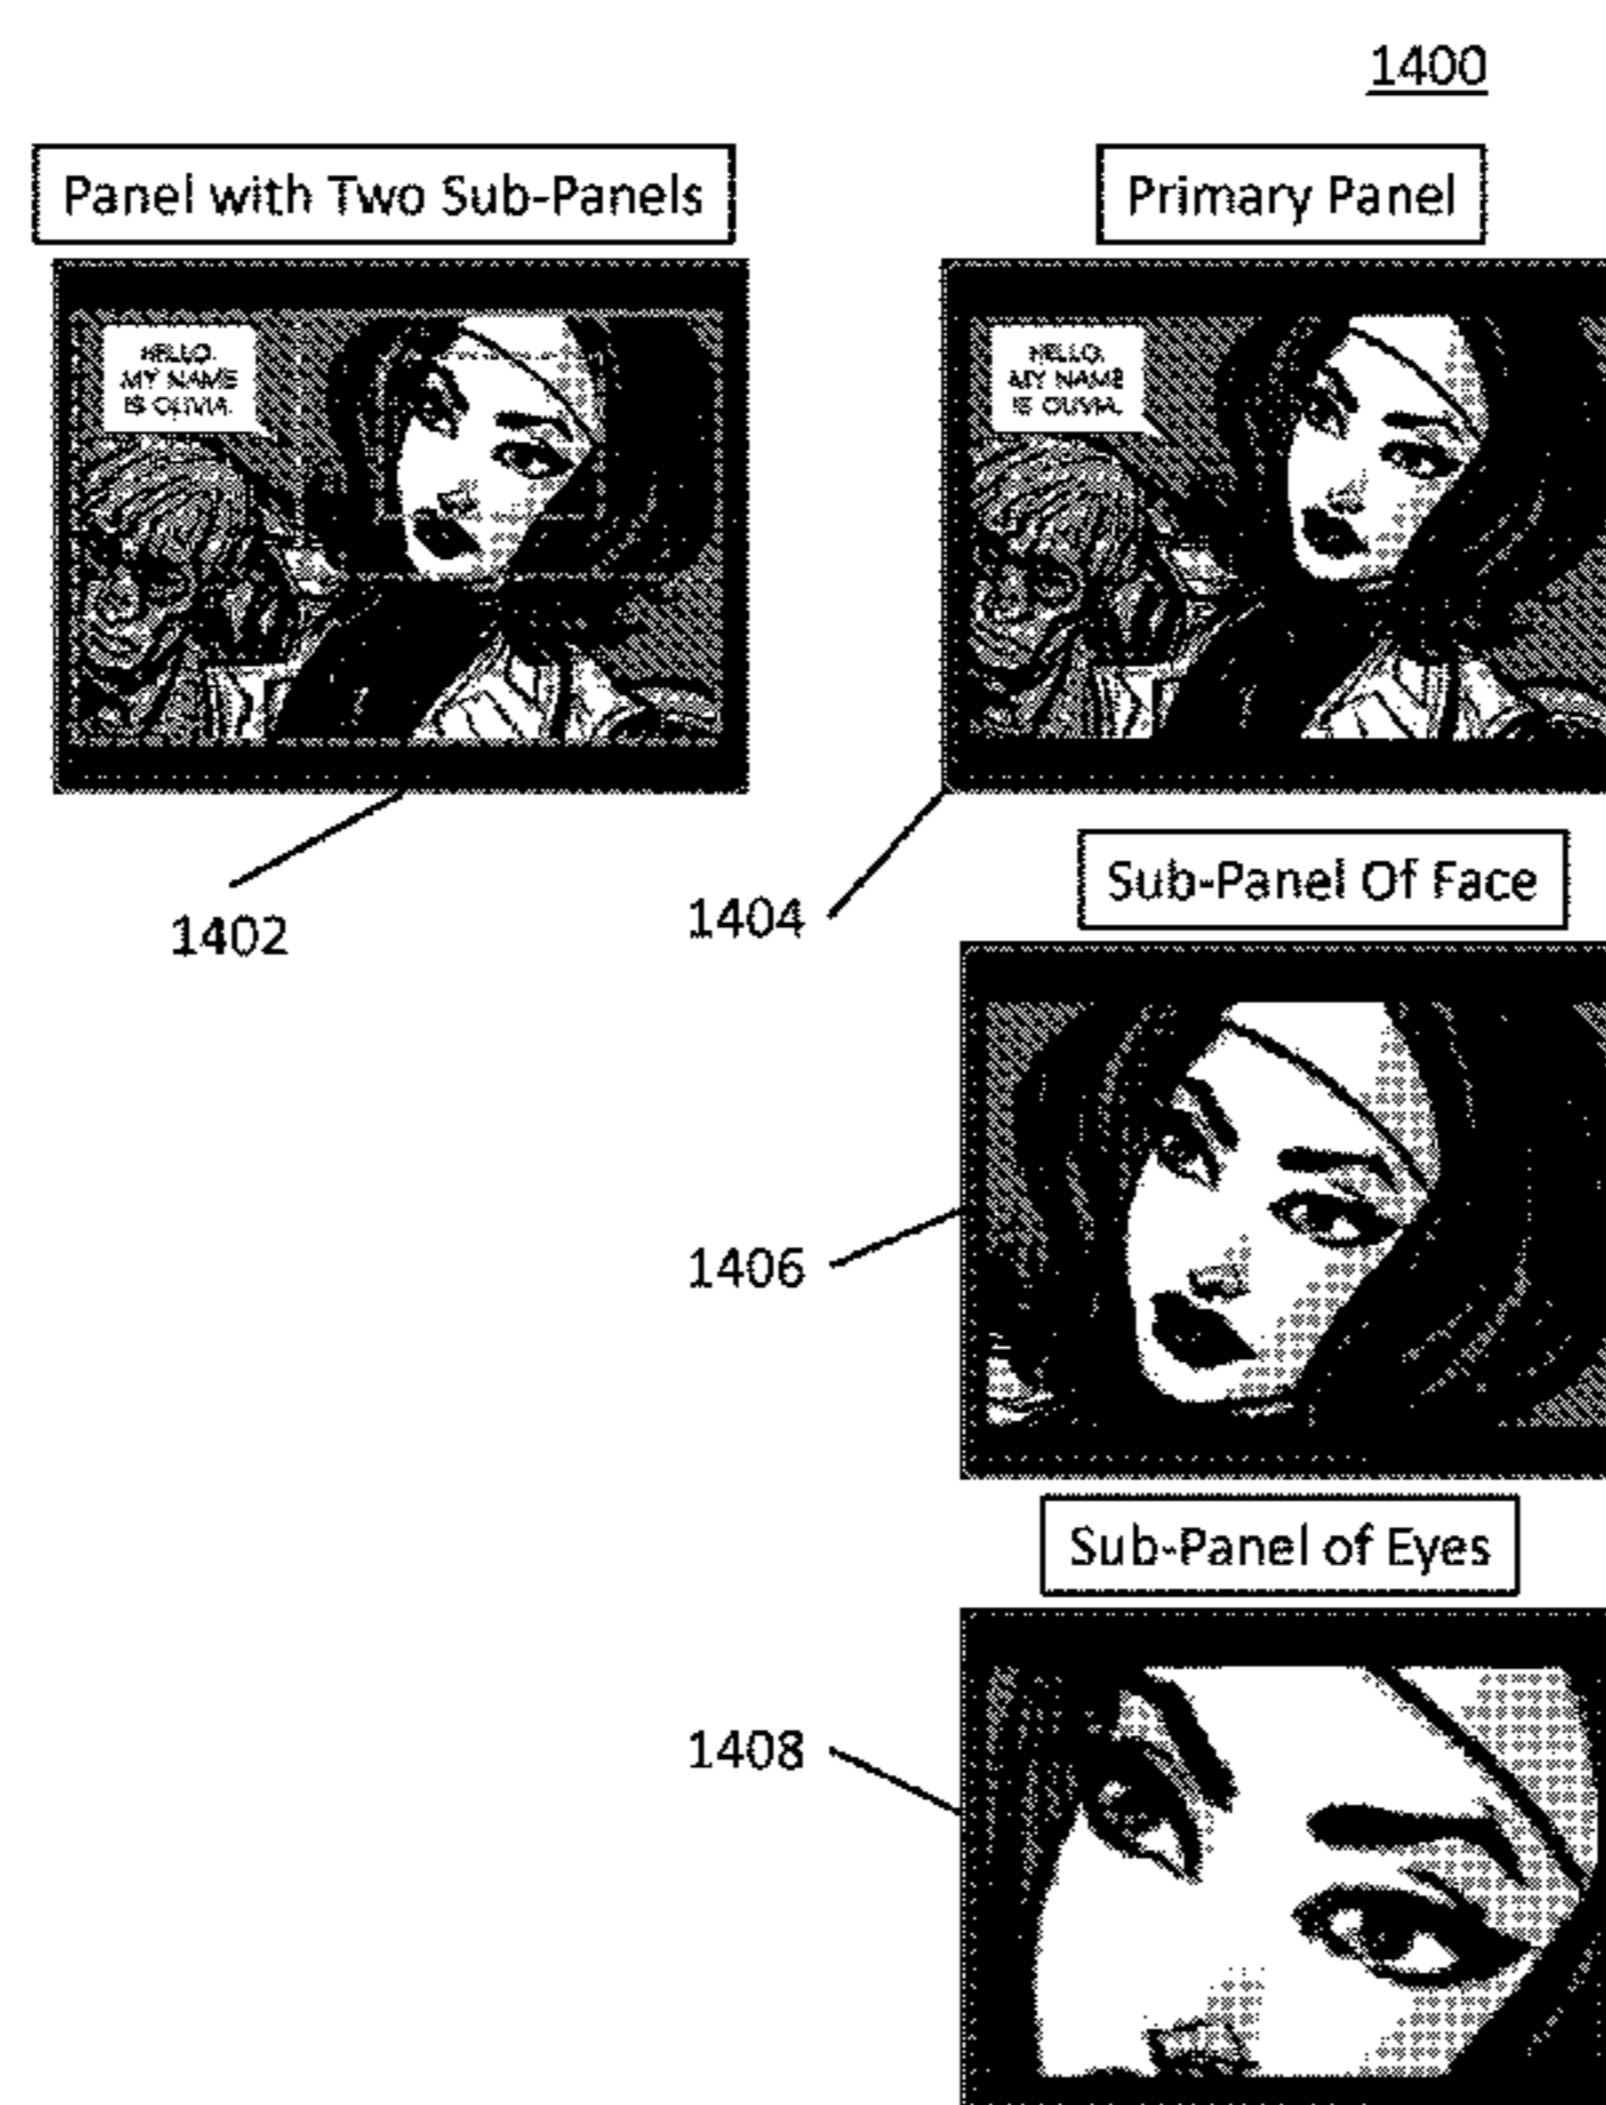 1400
Panel with Two Sub-Panels
Primary Panel
HELLO.
MY NAME
IS OLIVIA.
HELLO.
MY NAME
IS OLIVIA.
1402
1404
Sub-Panel Of Face
1406
Sub-Panel of Eyes
1408